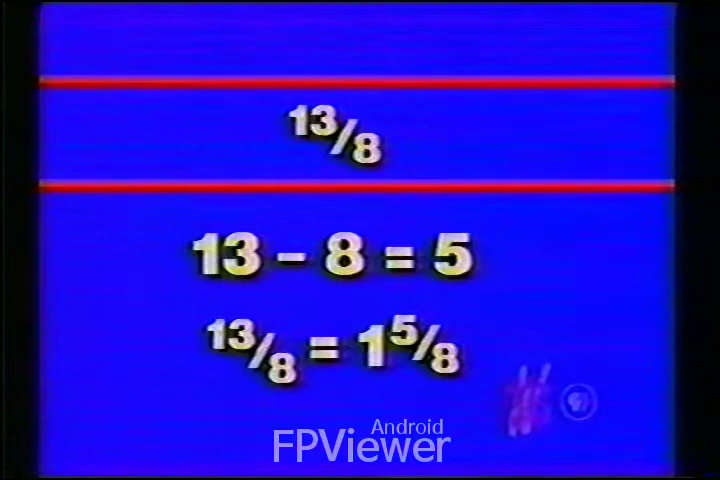 13/8
13 – 8 = 5
13/8 = 1 5/8
Android
FPViewer